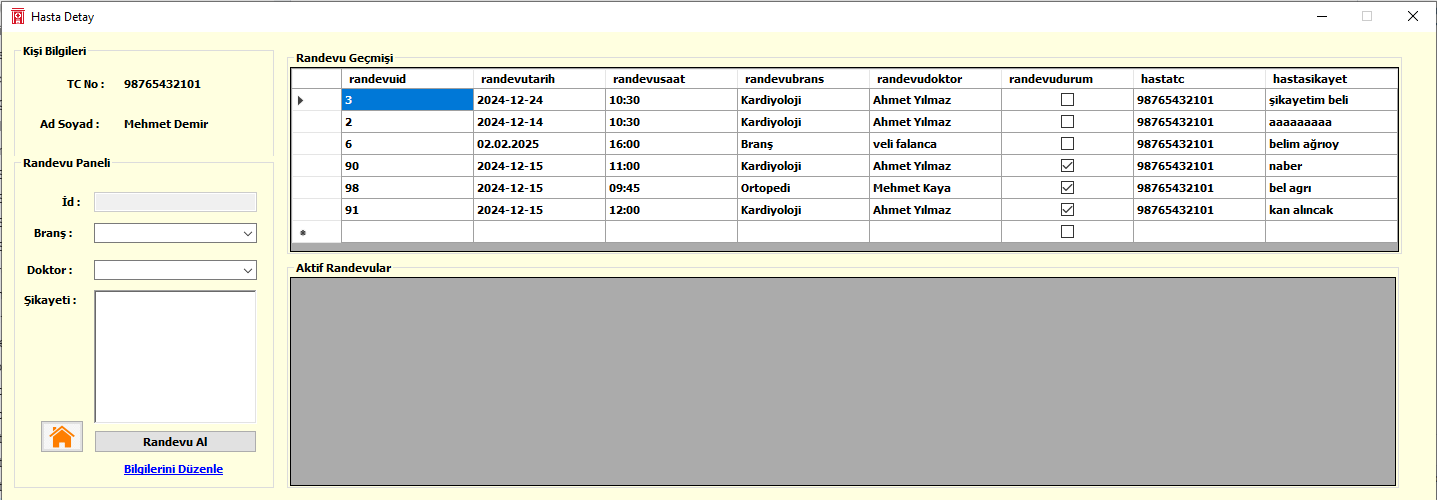 Hasta Detay
Kişi Bilgileri
TC No : 98765432101
Ad Soyad : Mehmet Demir
Randevu Paneli
İd :
Branş :
Doktor :
Şikayeti :
Randevu Al
Bilgilerini Düzenle
Randevu Geçmişi
randevuid randevutarih randevusaat randevubrans randevudoktor randevudurum hastatc hastasikayet
3 2024-12-24 10:30 Kardiyoloji Ahmet Yılmaz 98765432101 şikayetim beli
2 2024-12-14 10:30 Kardiyoloji Ahmet Yılmaz 98765432101 aaaaaaaaa
6 02.02.2025 16:00 Branş veli falanca 98765432101 belim ağrıoy
90 2024-12-15 11:00 Kardiyoloji Ahmet Yılmaz 98765432101 naber
98 2024-12-15 09:45 Ortopedi Mehmet Kaya 98765432101 bel agrı
91 2024-12-15 12:00 Kardiyoloji Ahmet Yılmaz 98765432101 kan alıncak
Aktif Randevular